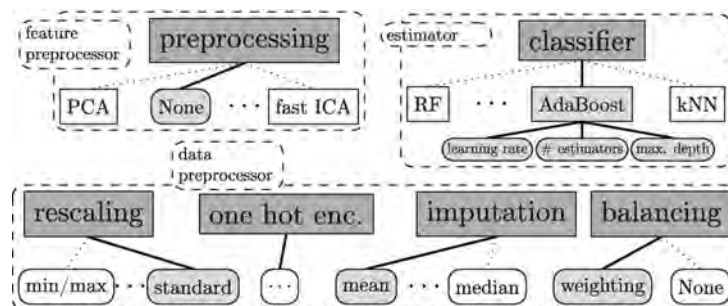 feature
preprocessor
preprocessing
PCA
None
···
fast ICA
estimator
classifier
RF
···
AdaBoost
kNN
learning rate
# estimators
max. depth
data
preprocessor
rescaling
one hot enc.
imputation
balancing
min/max
···
standard
···
mean
···
median
weighting
None